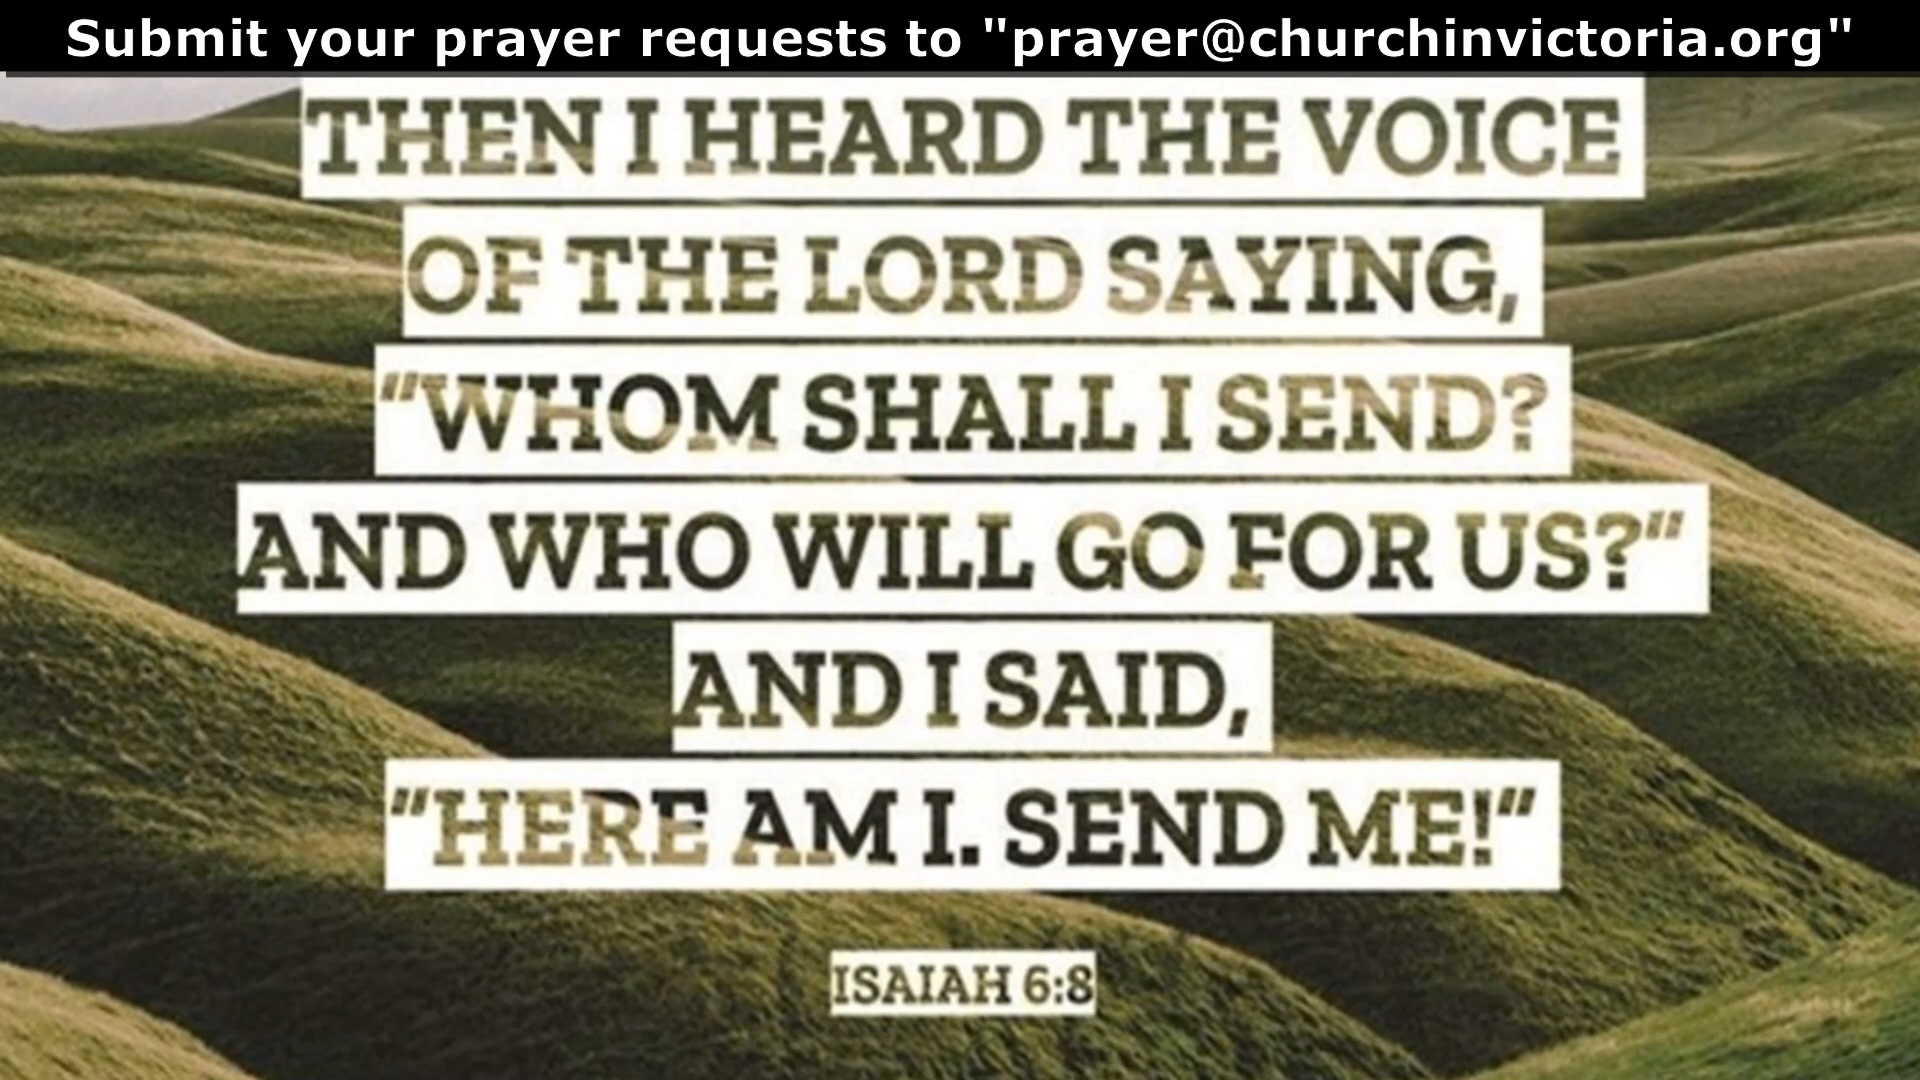 Submit your prayer requests to "prayer@churchinvictoria.org"
THEN I HEARD THE VOICE
OF THE LORD SAYING,
“WHOM SHALL I SEND?
AND WHO WILL GO FOR US?“
AND I SAID,
“HERE AM I. SEND ME!“
ISAIAH 6:8